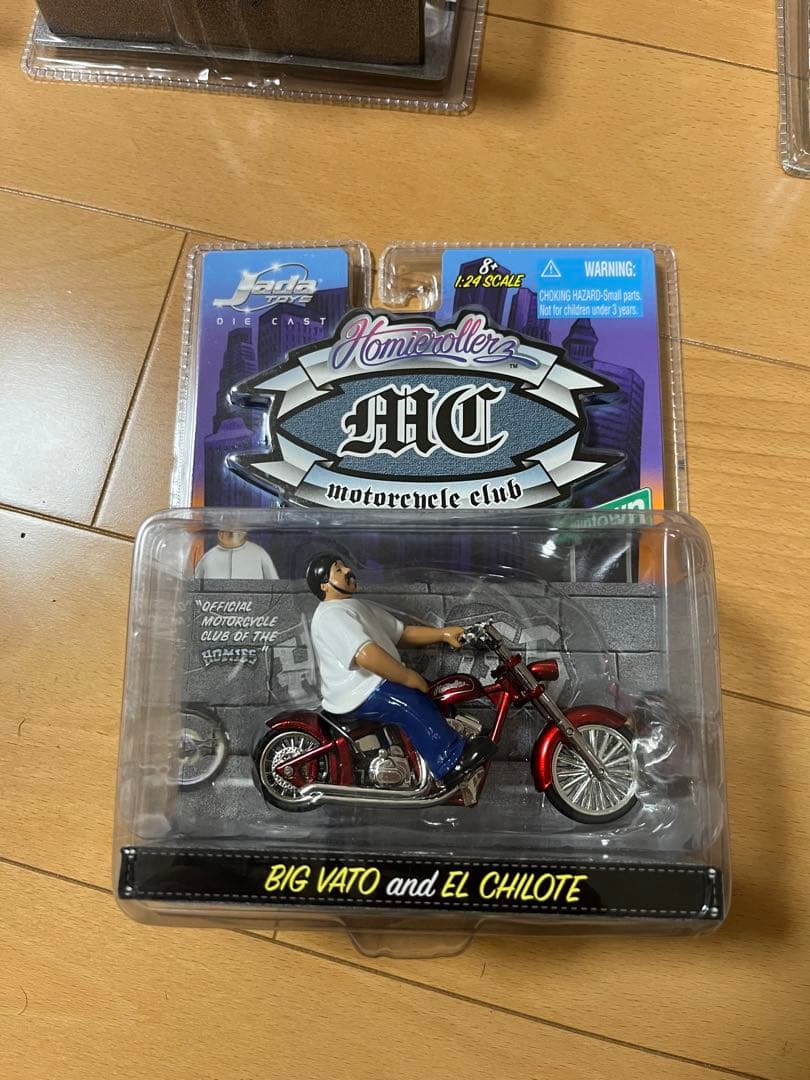 Jada
TOYS
DIE CAST
8+
1:24 SCALE
WARNING:
CHOKING HAZARD-Small parts.
Not for children under 3 years.
Homierollerz™
MC
motorcycle club
"OFFICIAL
MOTORCYCLE
CLUB OF THE
HOMIES"
Homierollerz
BIG VATO and EL CHILOTE